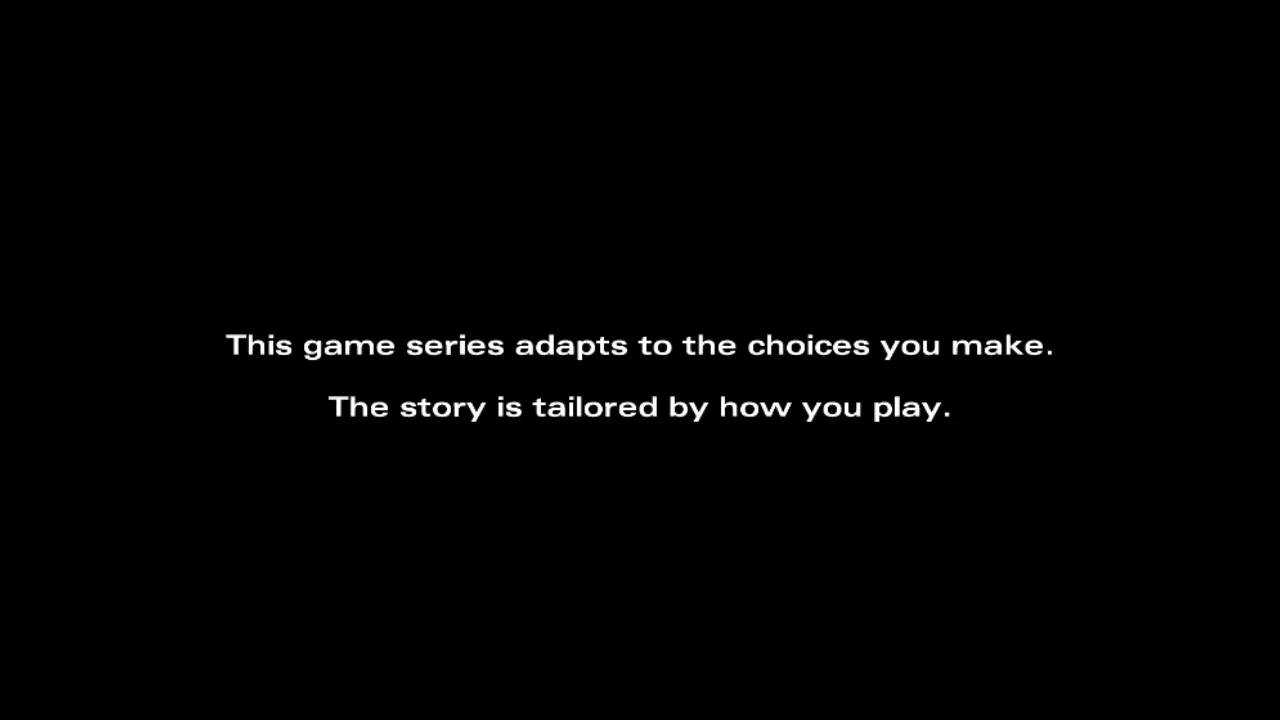 This game series adapts to the choices you make.
The story is tailored by how you play.